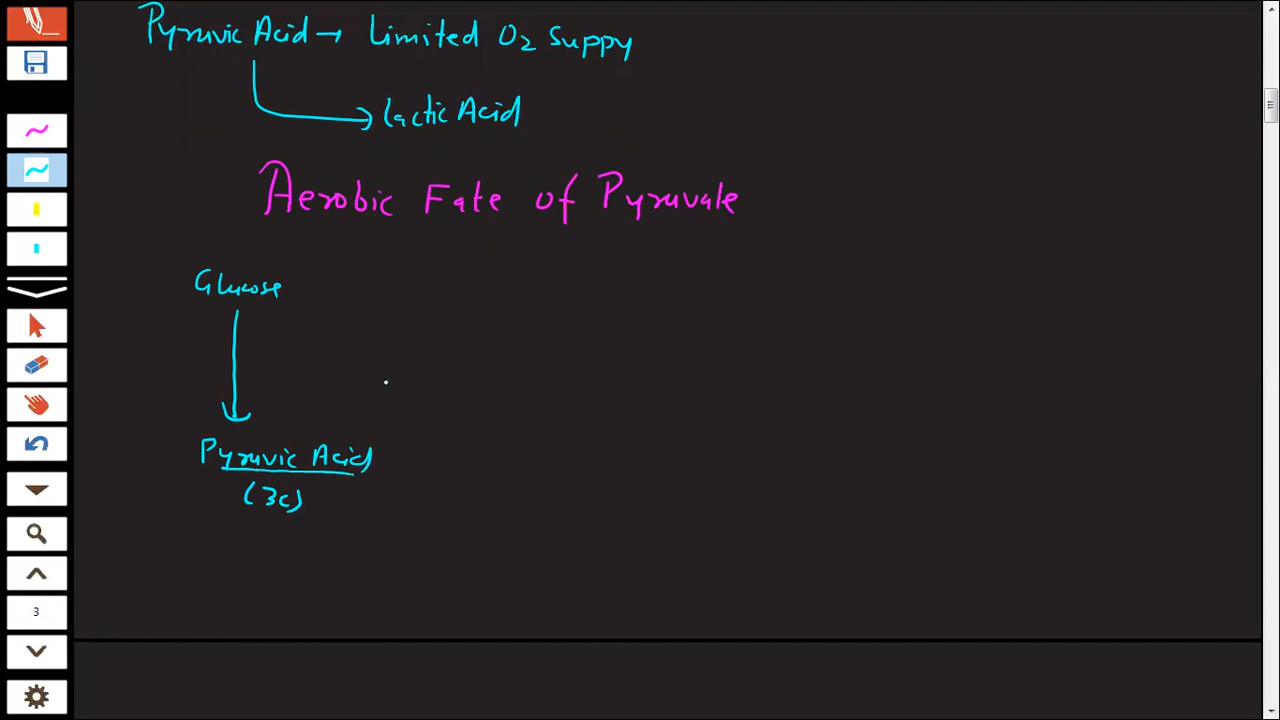 Pyruvic Acid → Limited O2 Suppy
Lactic Acid
Aerobic Fate of Pyruvate
Glucose
Pyruvic Acid
(3c)
3